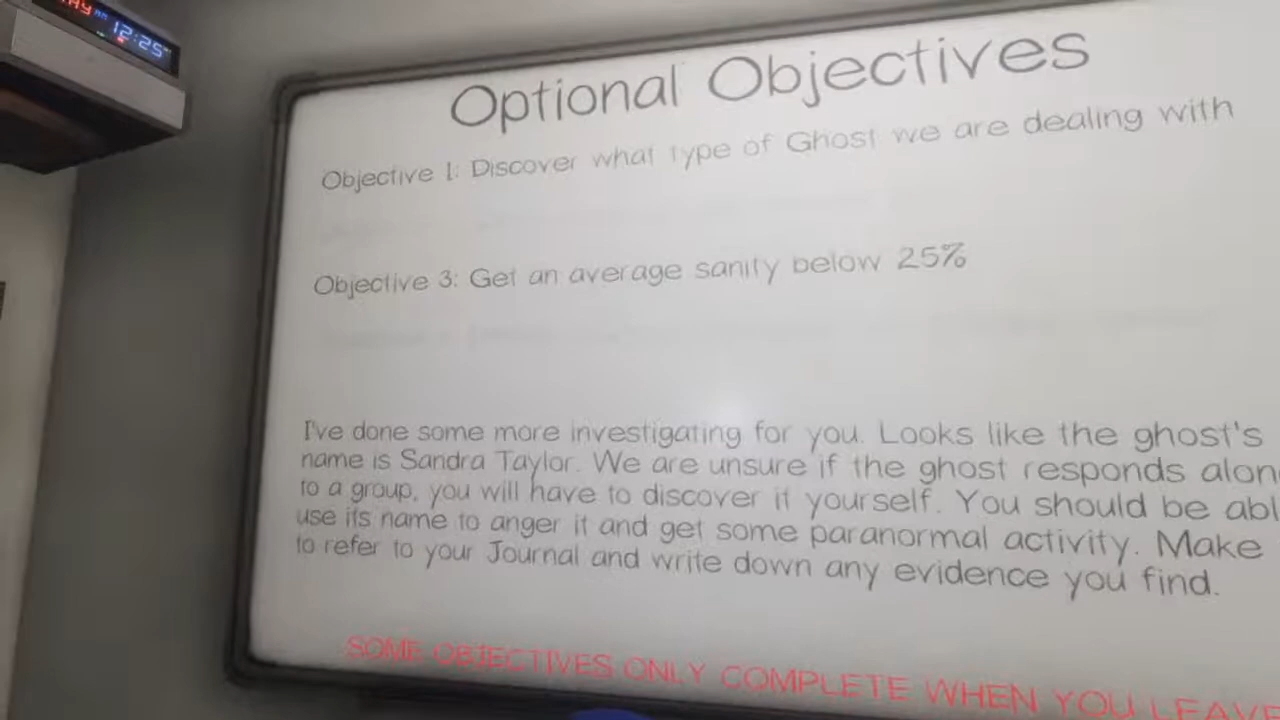 12:25
Optional Objectives
Objective 1: Discover what type of Ghost we are dealing with
Objective 3: Get an average sanity below 25%
I've done some more investigating for you. Looks like the ghost's
name is Sandra Taylor. We are unsure if the ghost responds alon
to a group, you will have to discover it yourself. You should be abl
use its name to anger it and get some paranormal activity. Make
to refer to your Journal and write down any evidence you find.
SOME OBJECTIVES ONLY COMPLETE WHEN YOU LEAVE